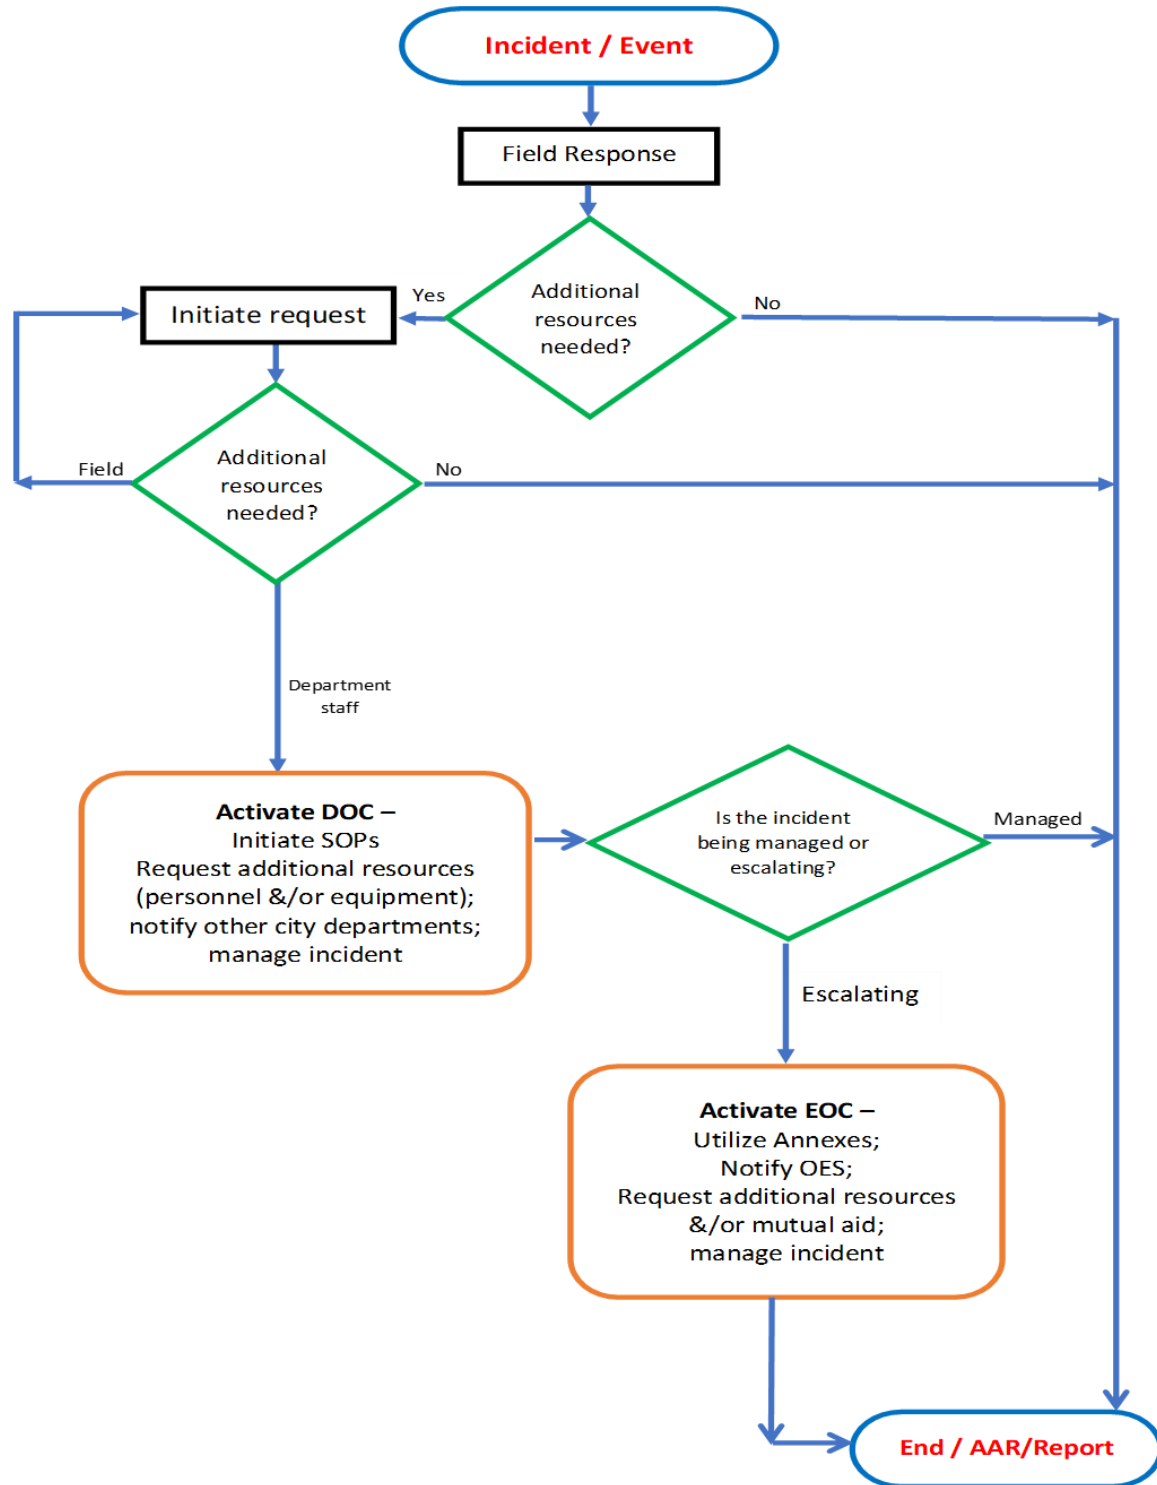 Incident / Event
Field Response
Additional
resources
needed?
Yes
No
Initiate request
Additional
resources
needed?
Field
No
Department
staff
Activate DOC –
Initiate SOPs
Request additional resources
(personnel &/or equipment);
notify other city departments;
manage incident
Is the incident
being managed or
escalating?
Managed
Escalating
Activate EOC –
Utilize Annexes;
Notify OES;
Request additional resources
&/or mutual aid;
manage incident
End / AAR/Report